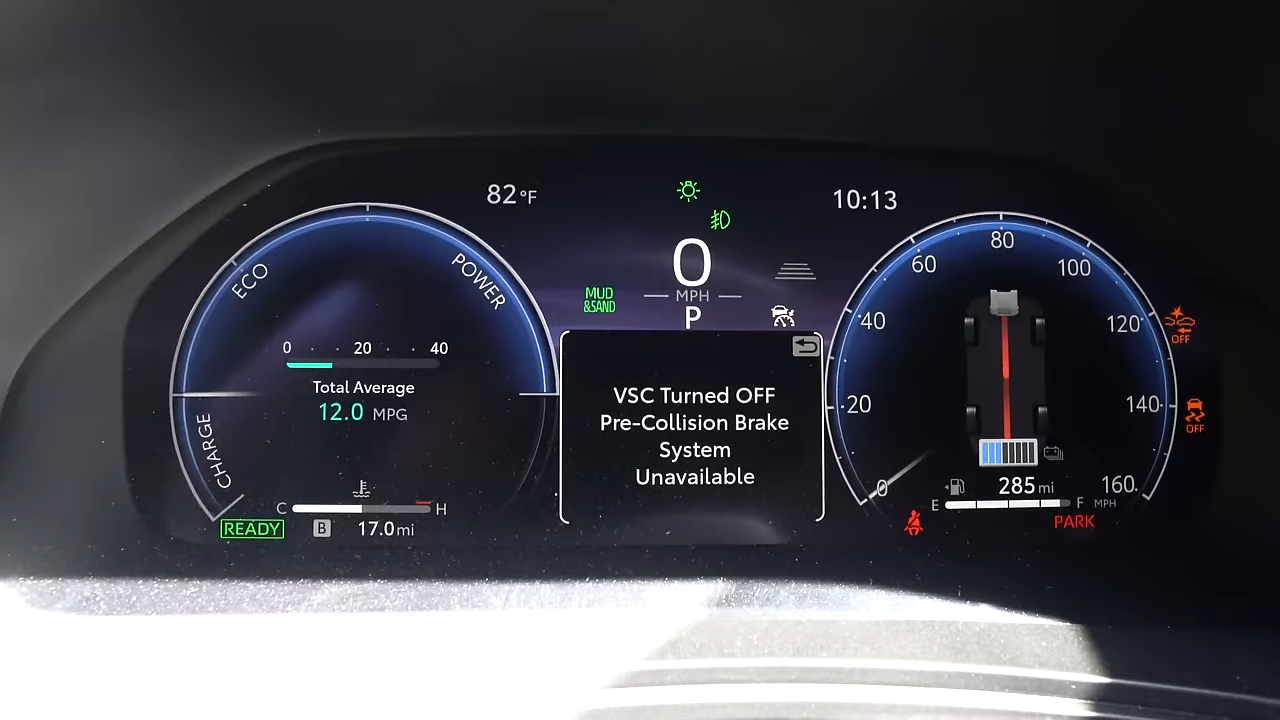 82°F
10:13
ECO
POWER
CHARGE
0 20 40
Total Average
12.0 MPG
C H
READY
B 17.0 mi
MUD
&SAND
0
MPH
P
VSC Turned OFF
Pre-Collision Brake
System
Unavailable
0
20
40
60
80
100
120
140
160
MPH
285 mi
E F
PARK
OFF
OFF